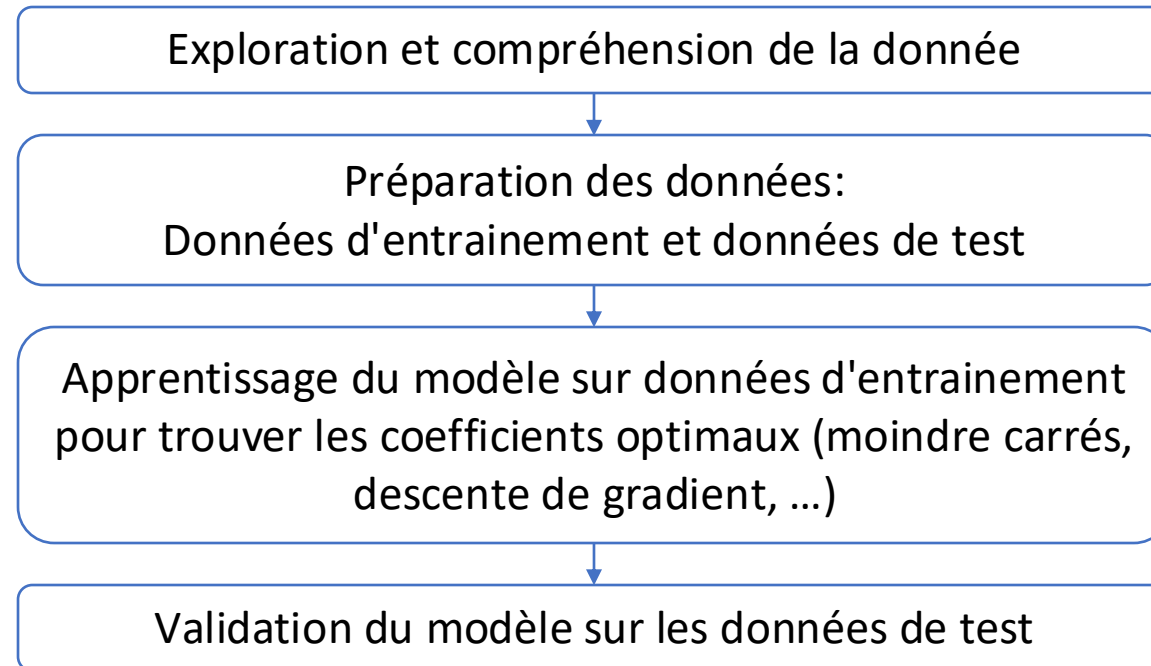 Exploration et compréhension de la donnée
Préparation des données:
Données d'entrainement et données de test
Apprentissage du modèle sur données d'entrainement
pour trouver les coefficients optimaux (moindre carrés,
descente de gradient, ...)
Validation du modèle sur les données de test